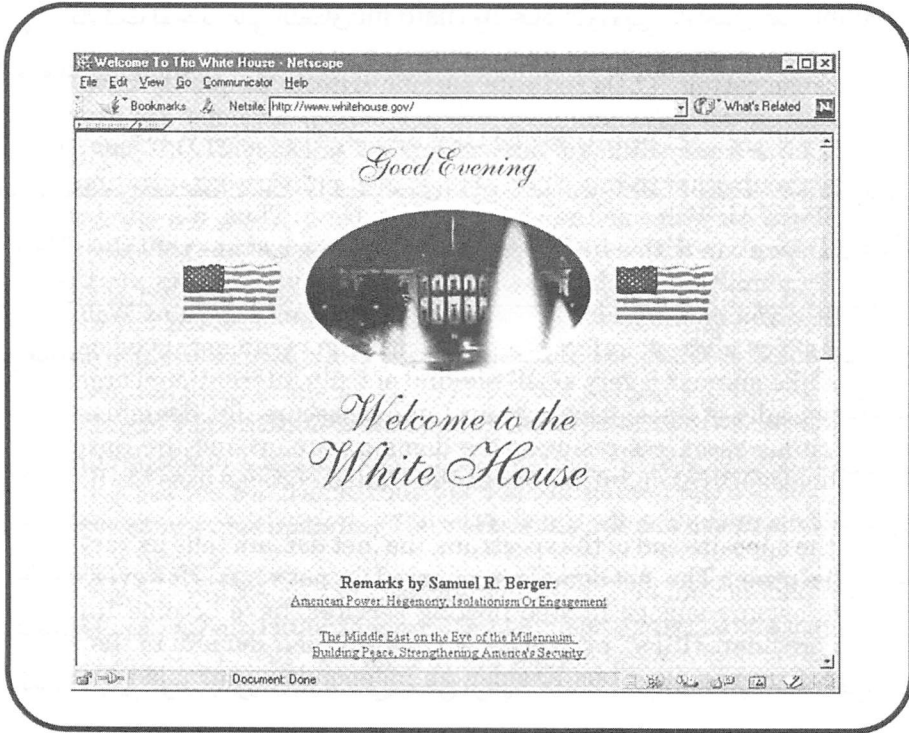 Welcome To The White House - Netscape
File Edit View Go Communicator Help
Bookmarks Netsite: http://www.whitehouse.gov/ What's Related N
Good Evening
Welcome to the
White House
Remarks by Samuel R. Berger:
American Power: Hegemony, Isolationism Or Engagement
The Middle East on the Eve of the Millennium:
Building Peace, Strengthening America's Security
Document: Done